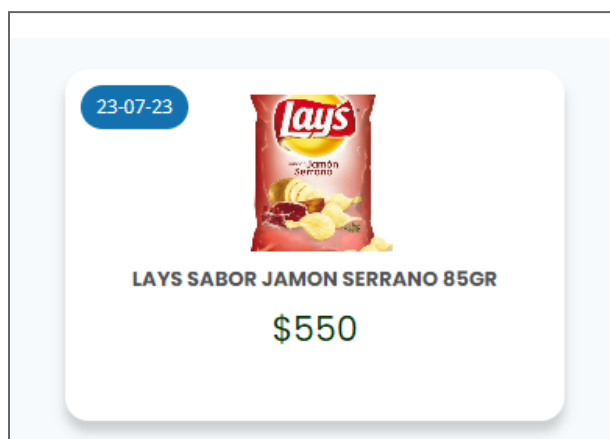 23-07-23
Lay's
Jamón
Serrano
LAYS SABOR JAMON SERRANO 85GR
$550